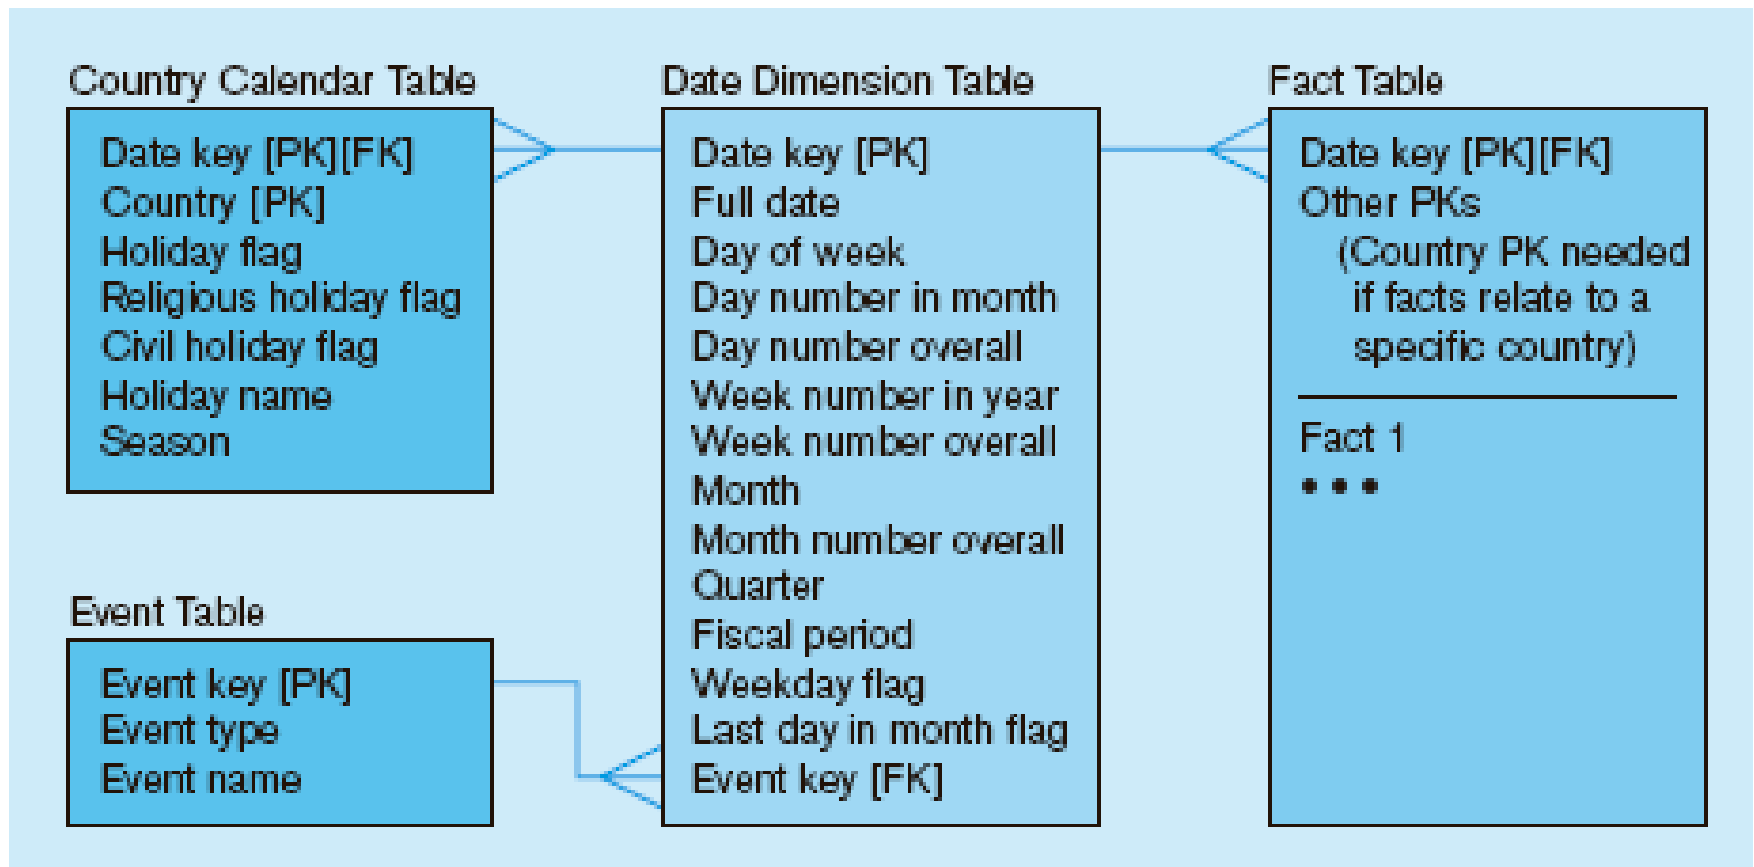 Country Calendar Table
Date key [PK][FK]
Country [PK]
Holiday flag
Religious holiday flag
Civil holiday flag
Holiday name
Season
Event Table
Event key [PK]
Event type
Event name
Date Dimension Table
Date key [PK]
Full date
Day of week
Day number in month
Day number overall
Week number in year
Week number overall
Month
Month number overall
Quarter
Fiscal period
Weekday flag
Last day in month flag
Event key [FK]
Fact Table
Date key [PK][FK]
Other PKs
(Country PK needed
if facts relate to a
specific country)
Fact 1
• • •